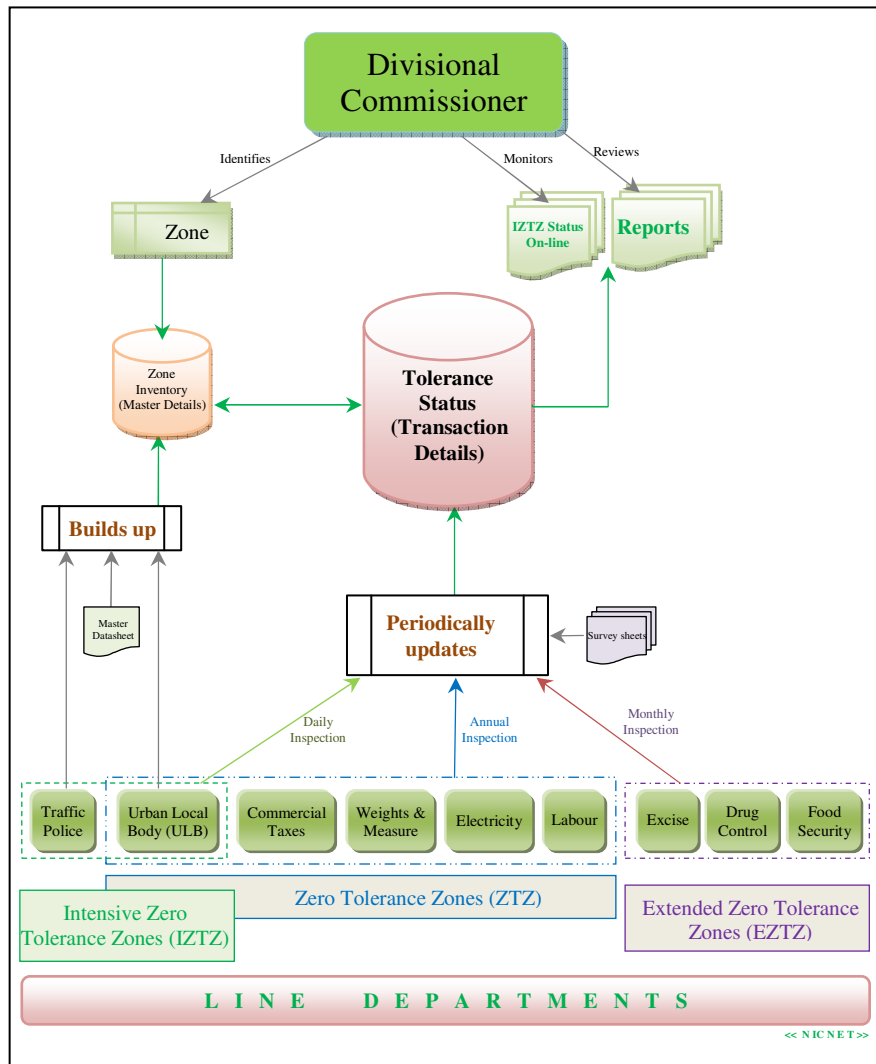 Divisional
Commissioner
Identifies
Monitors
Reviews
Zone
IZTZ Status
On-line
Reports
Zone
Inventory
(Master Details)
Tolerance
Status
(Transaction
Details)
Builds up
Master
Datasheet
Periodically
updates
Survey sheets
Daily
Inspection
Annual
Inspection
Monthly
Inspection
Traffic
Police
Urban Local
Body (ULB)
Commercial
Taxes
Weights &
Measure
Electricity
Labour
Excise
Drug
Control
Food
Security
Intensive Zero
Tolerance Zones (IZTZ)
Zero Tolerance Zones (ZTZ)
Extended Zero Tolerance
Zones (EZTZ)
LINE DEPARTMENTS
<< NICNET>>